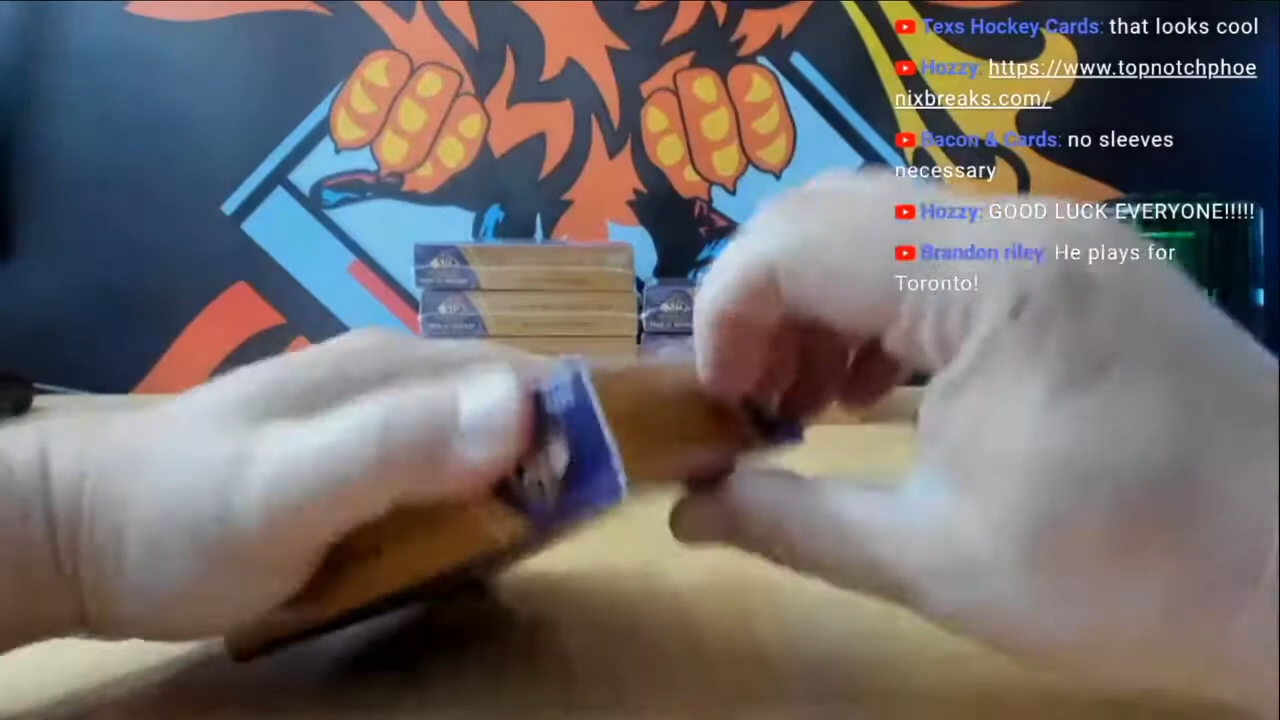 Texs Hockey Cards: that looks cool
Hozzy: https://www.topnotchphoe
nixbreaks.com/
Bacon & Cards: no sleeves
necessary
Hozzy: GOOD LUCK EVERYONE!!!!!
Brandon riley: He plays for
Toronto!